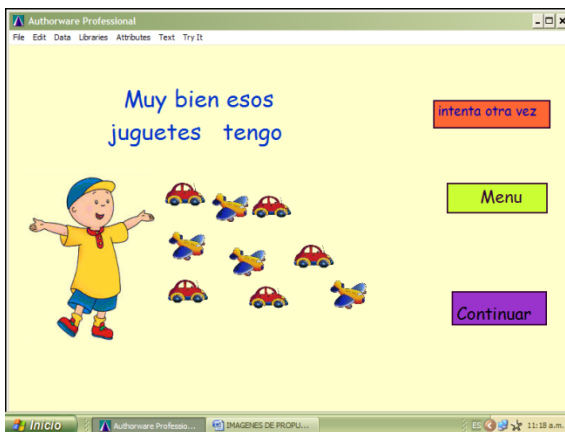 Authorware Professional
File Edit Data Libraries Attributes Text Try It
Muy bien esos
juguetes tengo
intenta otra vez
Menu
Continuar
Inicio
Authorware Professio...
IMAGENES DE PROPU...
ES
11:18 a.m.